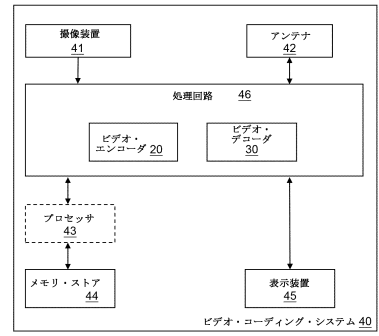 撮像装置
41
アンテナ
42
処理回路 46
ビデオ・
エンコーダ 20
ビデオ・
デコーダ
30
プロセッサ
43
メモリ・ストア
44
表示装置
45
ビデオ・コーディング・システム 40